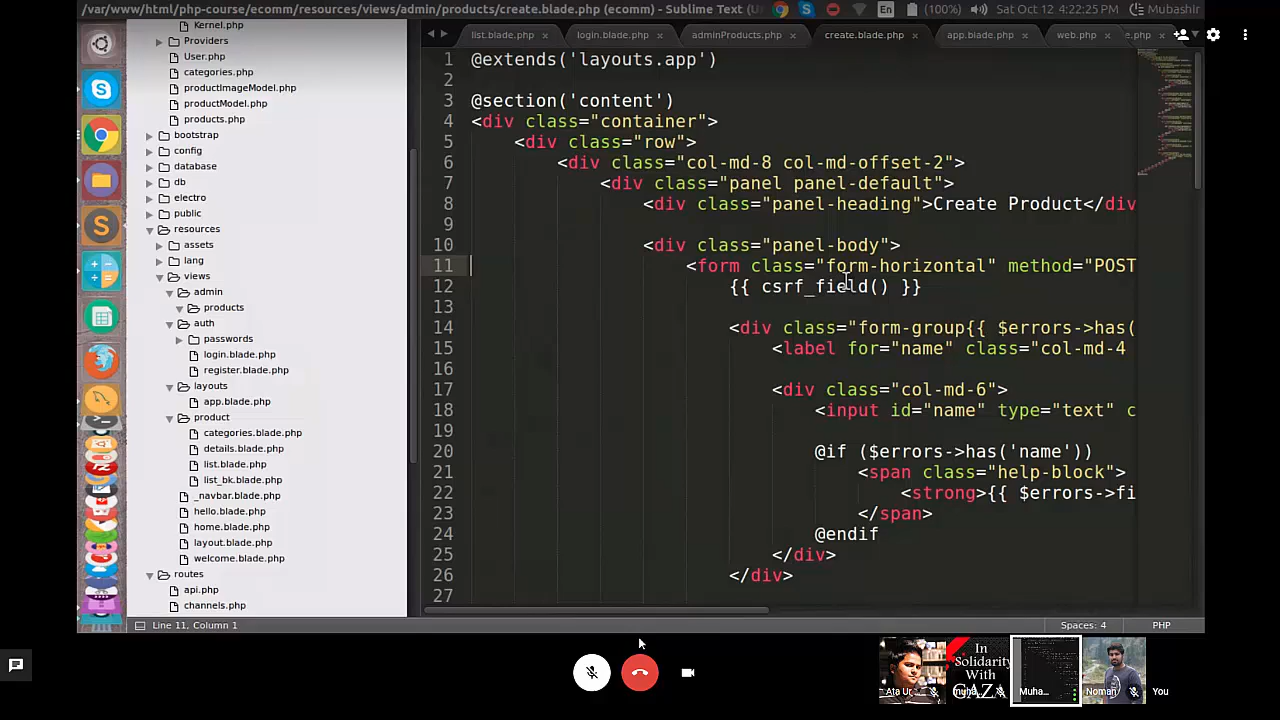 /var/www/html/php-course/ecomm/resources/views/admin/products/create.blade.php (ecomm) - Sublime Text (
En
(100%)
Sat Oct 12 4:22:25 PM
Mubashir
list.blade.php
login.blade.php
adminProducts.php
create.blade.php
app.blade.php
web.php
Kernel.php
Providers
User.php
categories.php
productImageModel.php
productModel.php
products.php
bootstrap
config
database
db
electro
public
resources
assets
lang
views
admin
products
auth
passwords
login.blade.php
register.blade.php
layouts
app.blade.php
product
categories.blade.php
details.blade.php
list.blade.php
list_bk.blade.php
_navbar.blade.php
hello.blade.php
home.blade.php
layout.blade.php
welcome.blade.php
routes
api.php
channels.php
1 @extends('layouts.app')
2
3 @section('content')
4 <div class="container">
5 <div class="row">
6 <div class="col-md-8 col-md-offset-2">
7 <div class="panel panel-default">
8 <div class="panel-heading">Create Product</div
9
10 <div class="panel-body">
11 <form class="form-horizontal" method="POST
12 {{ csrf_field() }}
13
14 <div class="form-group{{ $errors->has(
15 <label for="name" class="col-md-4
16
17 <div class="col-md-6">
18 <input id="name" type="text" c
19
20 @if ($errors->has('name'))
21 <span class="help-block">
22 <strong>{{ $errors->fi
23 </span>
24 @endif
25 </div>
26 </div>
27
Line 11, Column 1
Spaces: 4
PHP
In
Solidarity
With
GAZA
Ata Ur
muha
Muha...
Noman
You